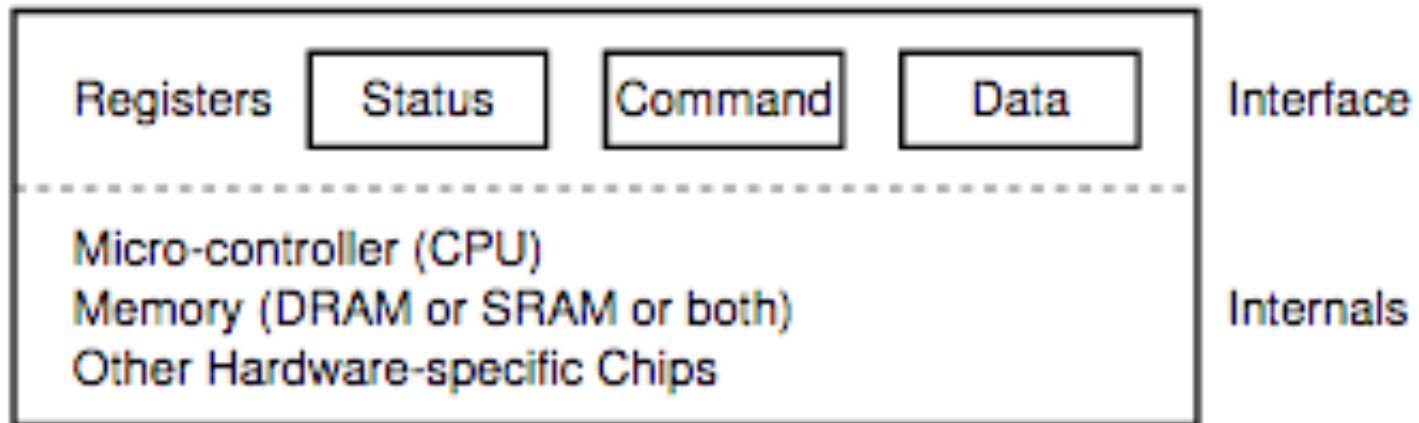 Registers Status Command Data Interface
Micro-controller (CPU)
Memory (DRAM or SRAM or both)
Internals
Other Hardware-specific Chips